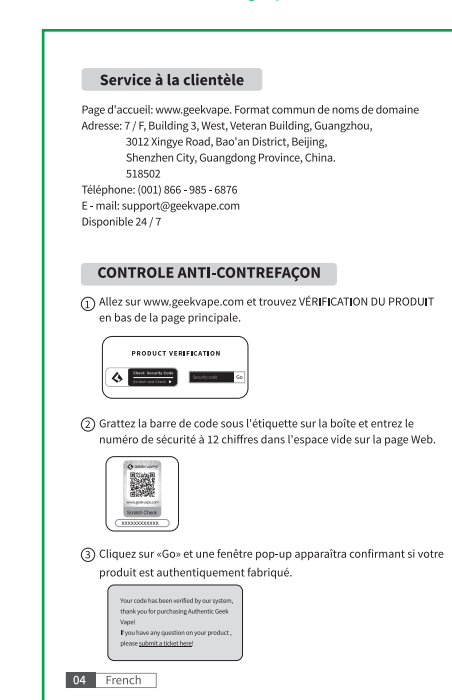 Service à la clientèle
Page d'accueil: www.geekvape. Format commun de noms de domaine
Adresse: 7 / F, Building 3, West, Veteran Building, Guangzhou,
3012 Xingye Road, Bao'an District, Beijing,
Shenzhen City, Guangdong Province, China.
518502
Téléphone: (001) 866 - 985 - 6876
E - mail: support@geekvape.com
Disponible 24 / 7
CONTROLE ANTI-CONTREFAÇON
① Allez sur www.geekvape.com et trouvez VÉRIFICATION DU PRODUIT
en bas de la page principale.
PRODUCT VERIFICATION
Check Security Code
Scratch and Check
Security code Go
② Grattez la barre de code sous l'étiquette sur la boîte et entrez le
numéro de sécurité à 12 chiffres dans l'espace vide sur la page Web.
GEEKVAPE
www.geekvape.com
Scratch Check
XXXXXXXXXXXX
③ Cliquez sur «Go» et une fenêtre pop-up apparaîtra confirmant si votre
produit est authentiquement fabriqué.
Your code has been verified by our system,
thank you for purchasing Authentic Geek
Vape!
If you have any question on your product ,
please submit a ticket here!
04 French